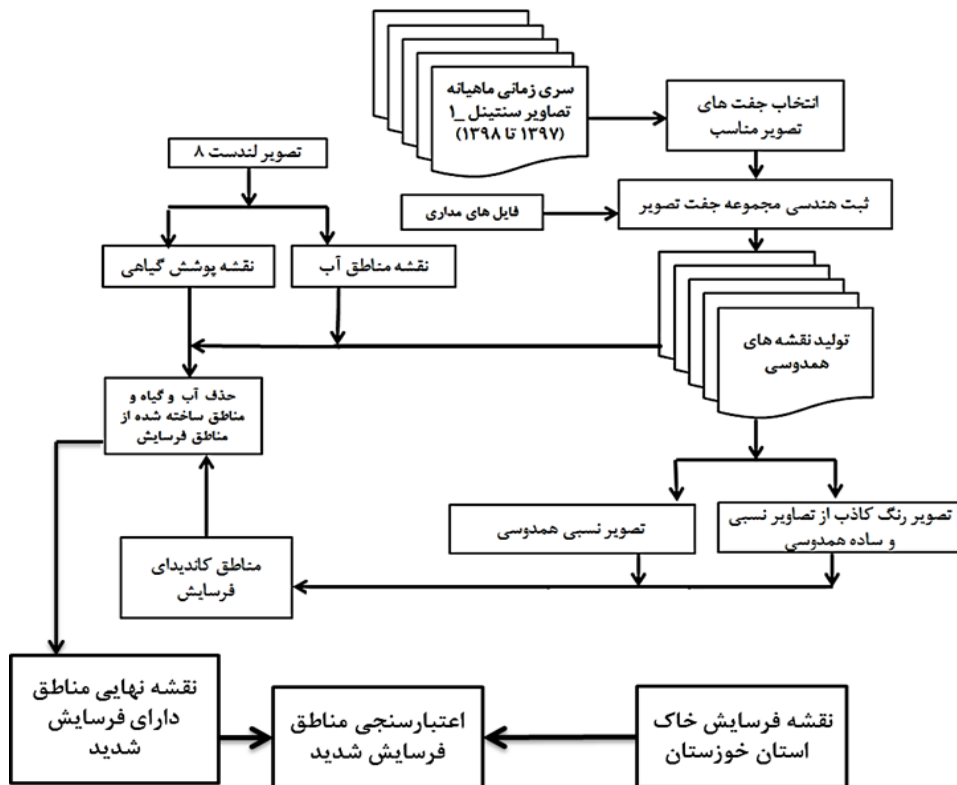 سری زمانی ماهیانه
تصاویر سنتینل _۱
(۱۳۹۷ تا ۱۳۹۸)
انتخاب جفت های
تصویر مناسب
تصویر لندست ۸
ثبت هندسی مجموعه جفت تصویر
فایل های مداری
نقشه مناطق آب
نقشه پوشش گیاهی
تولید نقشه های
همدوسی
حذف آب و گیاه و
مناطق ساخته شده از
مناطق فرسایش
تصویر رنگ کاذب از تصاویر نسبی
و ساده همدوسی
تصویر نسبی همدوسی
مناطق کاندیدای
فرسایش
نقشه فرسایش خاک
استان خوزستان
اعتبارسنجی مناطق
فرسایش شدید
نقشه نهایی مناطق
دارای فرسایش
شدید